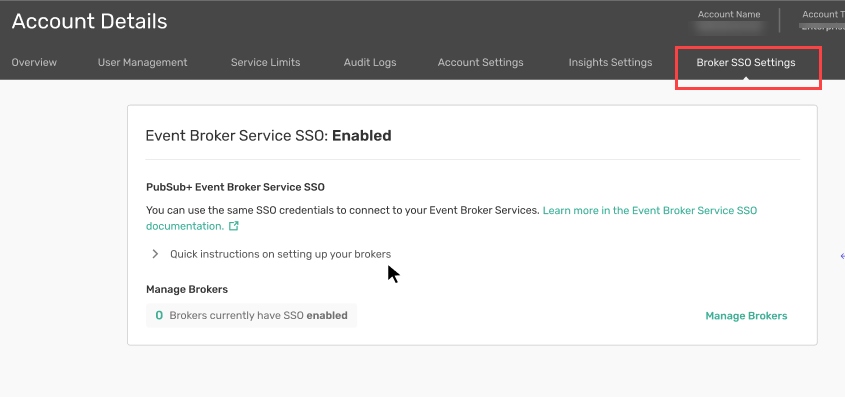 Account Details
Account Name
Account T
Enterprise
Overview
User Management
Service Limits
Audit Logs
Account Settings
Insights Settings
Broker SSO Settings
Event Broker Service SSO: Enabled
PubSub+ Event Broker Service SSO
You can use the same SSO credentials to connect to your Event Broker Services. Learn more in the Event Broker Service SSO
documentation.
Quick instructions on setting up your brokers
Manage Brokers
0 Brokers currently have SSO enabled
Manage Brokers